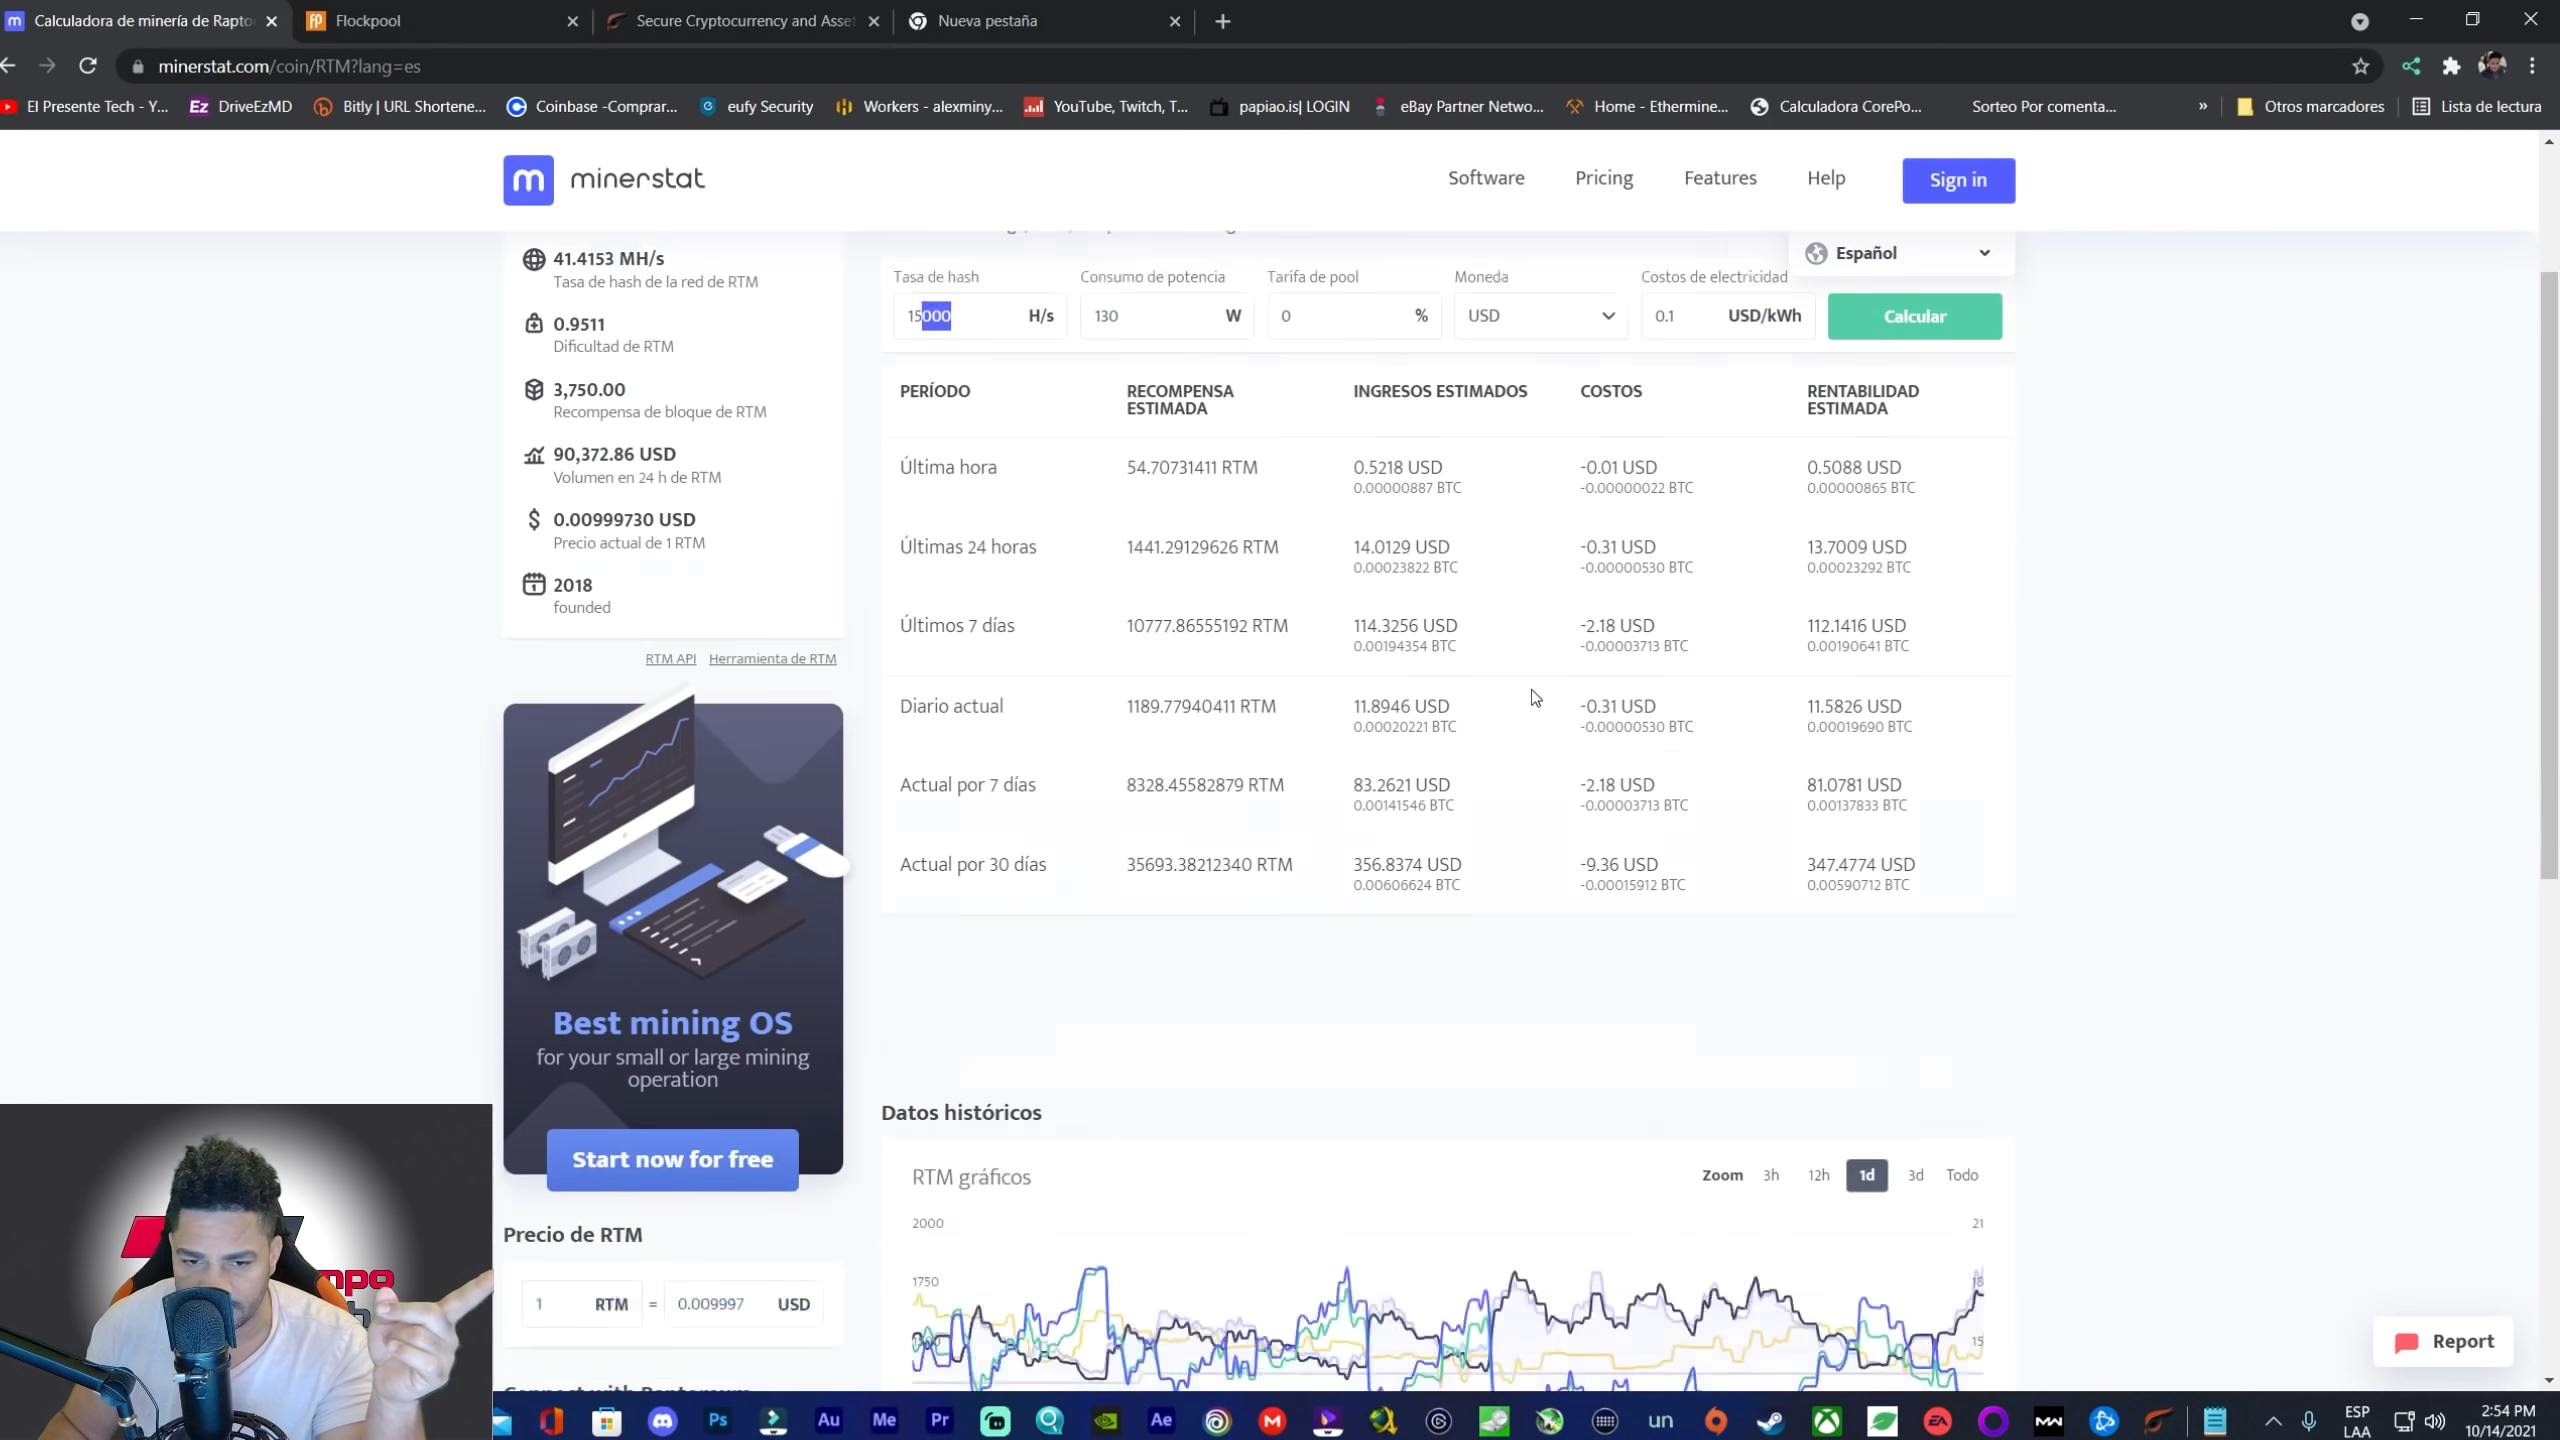 Calculadora de minería de Rapto
Flockpool
Secure Cryptocurrency and Asset
Nueva pestaña
minerstat.com/coin/RTM?lang=es
El Presente Tech - Y...
DriveEzMD
Bitly | URL Shortene...
Coinbase -Comprar...
eufy Security
Workers - alexminy...
YouTube, Twitch, T...
papiao.is| LOGIN
eBay Partner Netwo...
Home - Ethermine...
Calculadora CorePo...
Sorteo Por comenta...
Otros marcadores
Lista de lectura
minerstat
Software
Pricing
Features
Help
Sign in
Español
41.4153 MH/s
Tasa de hash de la red de RTM
0.9511
Dificultad de RTM
3,750.00
Recompensa de bloque de RTM
90,372.86 USD
Volumen en 24 h de RTM
0.00999730 USD
Precio actual de 1 RTM
2018
founded
RTM API Herramienta de RTM
Tasa de hash
Consumo de potencia
Tarifa de pool
Moneda
Costos de electricidad
15000 H/s
130 W
0 %
USD
0.1 USD/kWh
Calcular
PERÍODO
RECOMPENSA
ESTIMADA
INGRESOS ESTIMADOS
COSTOS
RENTABILIDAD
ESTIMADA
Última hora
54.70731411 RTM
0.5218 USD
0.00000887 BTC
-0.01 USD
-0.00000022 BTC
0.5088 USD
0.00000865 BTC
Últimas 24 horas
1441.29129626 RTM
14.0129 USD
0.00023822 BTC
-0.31 USD
-0.00000530 BTC
13.7009 USD
0.00023292 BTC
Últimos 7 días
10777.86555192 RTM
114.3256 USD
0.00194354 BTC
-2.18 USD
-0.00003713 BTC
112.1416 USD
0.00190641 BTC
Diario actual
1189.77940411 RTM
11.8946 USD
0.00020221 BTC
-0.31 USD
-0.00000530 BTC
11.5826 USD
0.00019690 BTC
Actual por 7 días
8328.45582879 RTM
83.2621 USD
0.00141546 BTC
-2.18 USD
-0.00003713 BTC
81.0781 USD
0.00137833 BTC
Actual por 30 días
35693.38212340 RTM
356.8374 USD
0.00606624 BTC
-9.36 USD
-0.00015912 BTC
347.4774 USD
0.00590712 BTC
Best mining OS
for your small or large mining
operation
Start now for free
Precio de RTM
1 RTM = 0.009997 USD
Datos históricos
RTM gráficos
Zoom 3h 12h 1d 3d Todo
2000
21
1750
18
15
Report
Ps
Au
Me
Pr
Ae
un
EA
ESP
LAA
2:54 PM
10/14/2021